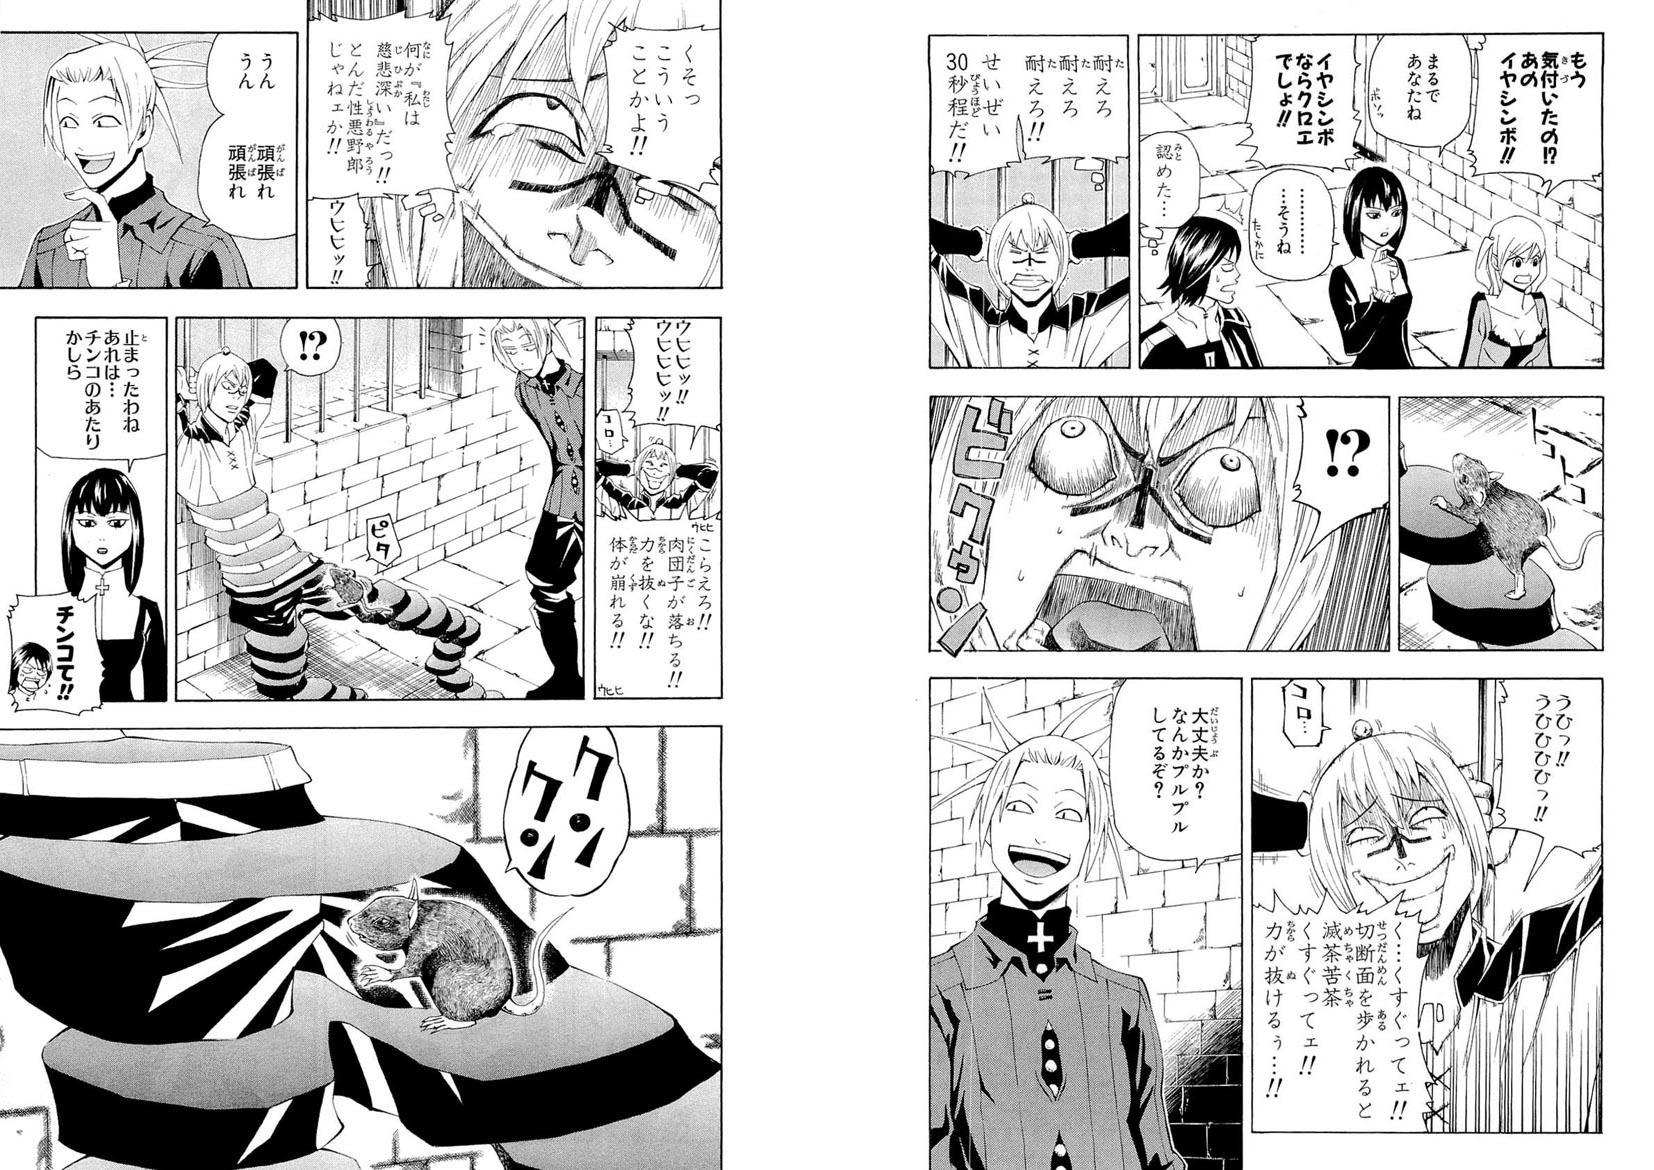 もう
気付いたの!?
あの
イヤシンボ!!
まるで
あなたね
ボソッ
イヤシンボ
ならクロエ
でしょ!!
…………
…そうね
たしかに
認めた…
耐えろ
耐えろ
耐えろ!!
せいぜい
30秒程だ!!
!?
ビクゥッ!
うひっ!!
うひひひひっ!!
コロ…
く…くすぐってェ!!
切断面を歩かれると
滅茶苦茶
くすぐってェ!!
力が抜けるぅ…!!
大丈夫か?
なんかプルプル
してるぞ?
くそっ
こういう
ことかよ!!
何が『私は
慈悲深い』だっ!!
とんだ性悪野郎
じゃねェか!!
ウヒヒッ!!
うん
うん
頑張れ
頑張れ
ウヒヒッ!!
ウヒヒヒッ!!
コロ…
ウヒヒ
こらえろ!!
肉団子が落ちる!!
力を抜くな!!
体が崩れる!!
ウヒヒ
!?
ピタ
止まったわね
あれは…
チンコのあたり
かしら
チンコて!!
クンッ
クンッ